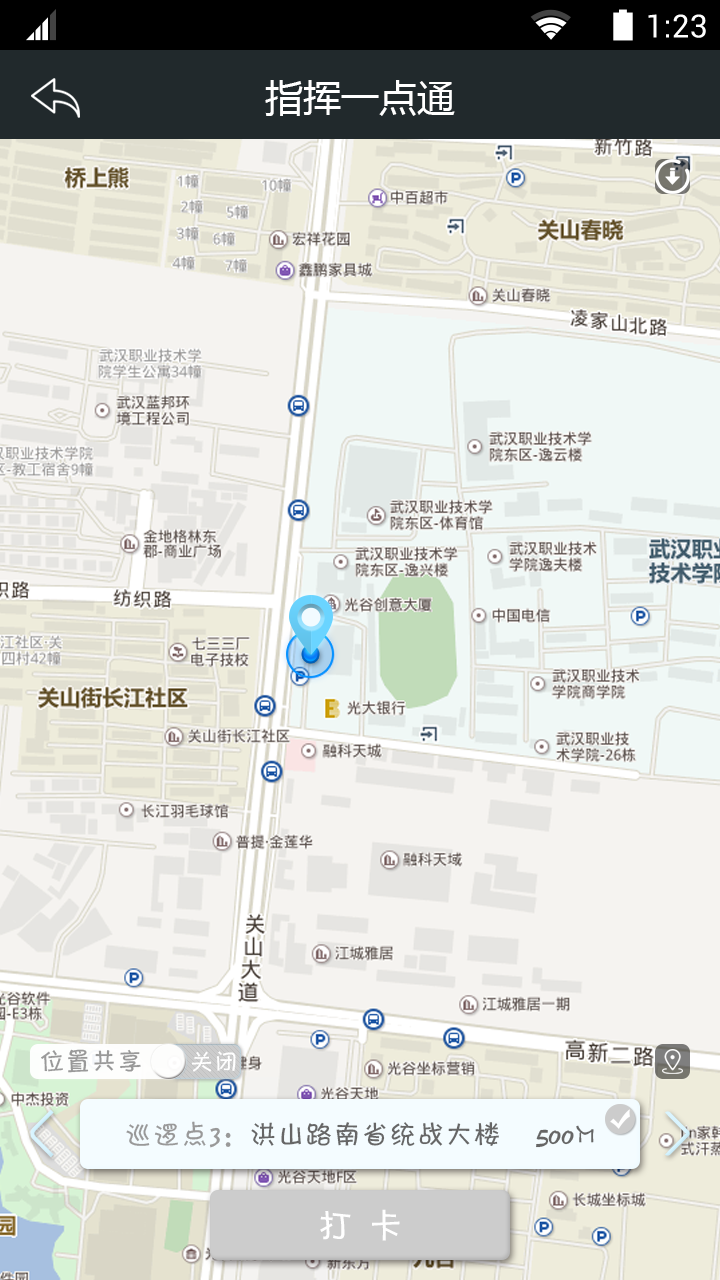 1:23
指挥一点通
新竹路
桥上熊
1幢
10幢
中百超市
2幢
5幢
关山春晓
3幢
6幢
宏祥花园
4幢
7幢
鑫鹏家具城
关山春晓
凌家山北路
武汉职业技术学
院学生公寓34幢
武汉蓝邦环
境工程公司
武汉职业技术学
院东区-逸云楼
汉职业技术学院
区-教工宿舍9幢
武汉职业技术学
院东区-体育馆
金地格林东
郡-商业广场
武汉职业技术学
院东区-逸兴楼
武汉职业技术
学院逸夫楼
武汉职业
技术学院
织路
纺织路
光谷创意大厦
中国电信
江社区·关
四村42幢
七三三厂
电子技校
武汉职业技术
学院商学院
关山街长江社区
光大银行
关山街长江社区
融科天城
武汉职业技
术学院-26栋
长江羽毛球馆
普提·金莲华
融科天域
关山大道
江城雅居
光谷软件
园-E3栋
江城雅居一期
高新二路
位置共享
关闭
健身
光谷坐标营销
中杰投资
光谷天地
巡逻点3：洪山路南省统战大楼 500M
家韩
式汗蒸
光谷天地F区
长城坐标城
打 卡
园
新东方